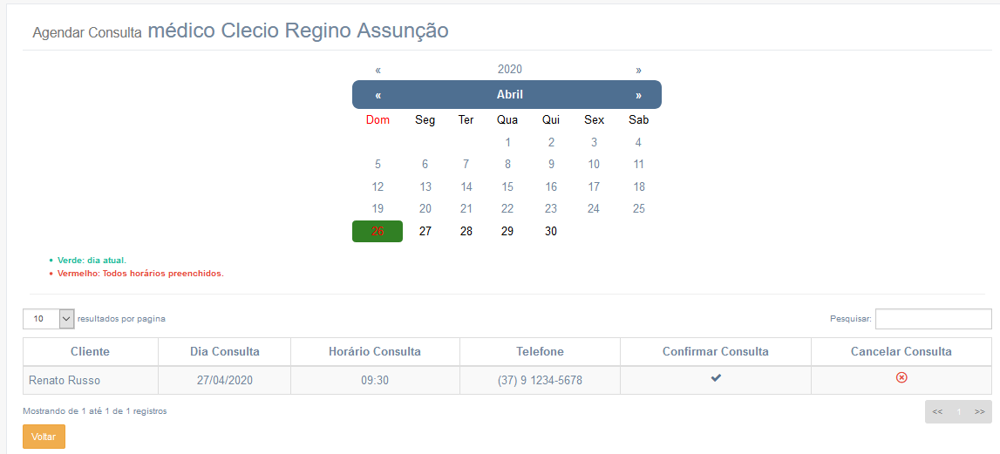 Agendar Consulta médico Clecio Regino Assunção
« 2020 »
« Abril »
Dom Seg Ter Qua Qui Sex Sab
1 2 3 4
5 6 7 8 9 10 11
12 13 14 15 16 17 18
19 20 21 22 23 24 25
26 27 28 29 30
• Verde: dia atual.
• Vermelho: Todos horários preenchidos.
10 resultados por pagina Pesquisar:
Cliente Dia Consulta Horário Consulta Telefone Confirmar Consulta Cancelar Consulta
Renato Russo 27/04/2020 09:30 (37) 9 1234-5678
Mostrando de 1 até 1 de 1 registros << 1 >>
Voltar